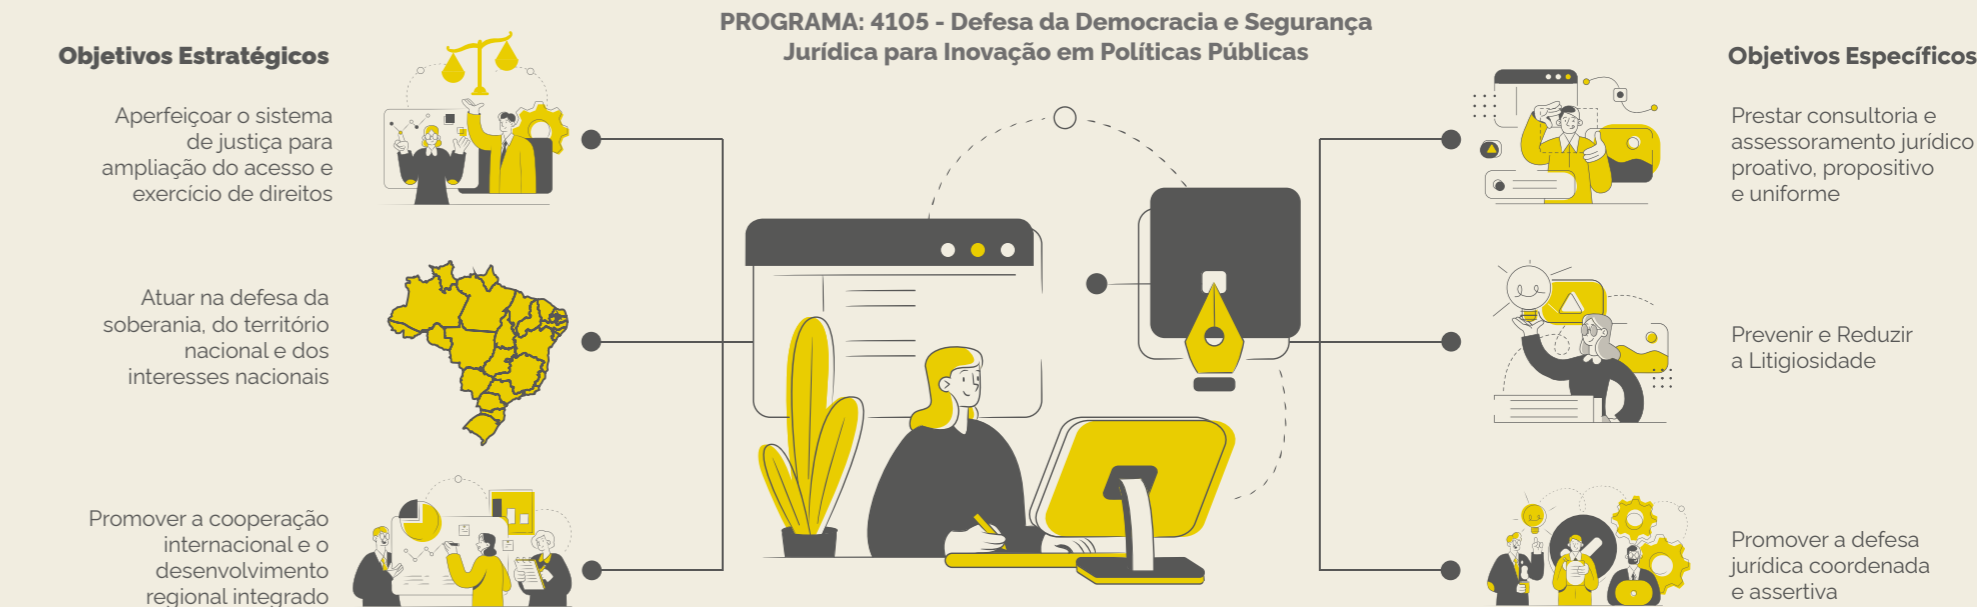 PROGRAMA: 4105 - Defesa da Democracia e Segurança
Jurídica para Inovação em Políticas Públicas
Objetivos Estratégicos
Aperfeiçoar o sistema
de justiça para
ampliação do acesso e
exercício de direitos
Atuar na defesa da
soberania, do território
nacional e dos
interesses nacionais
Promover a cooperação
internacional e o
desenvolvimento
regional integrado
Objetivos Específicos
Prestar consultoria e
assessoramento jurídico
proativo, propositivo
e uniforme
Prevenir e Reduzir
a Litigiosidade
Promover a defesa
jurídica coordenada
e assertiva